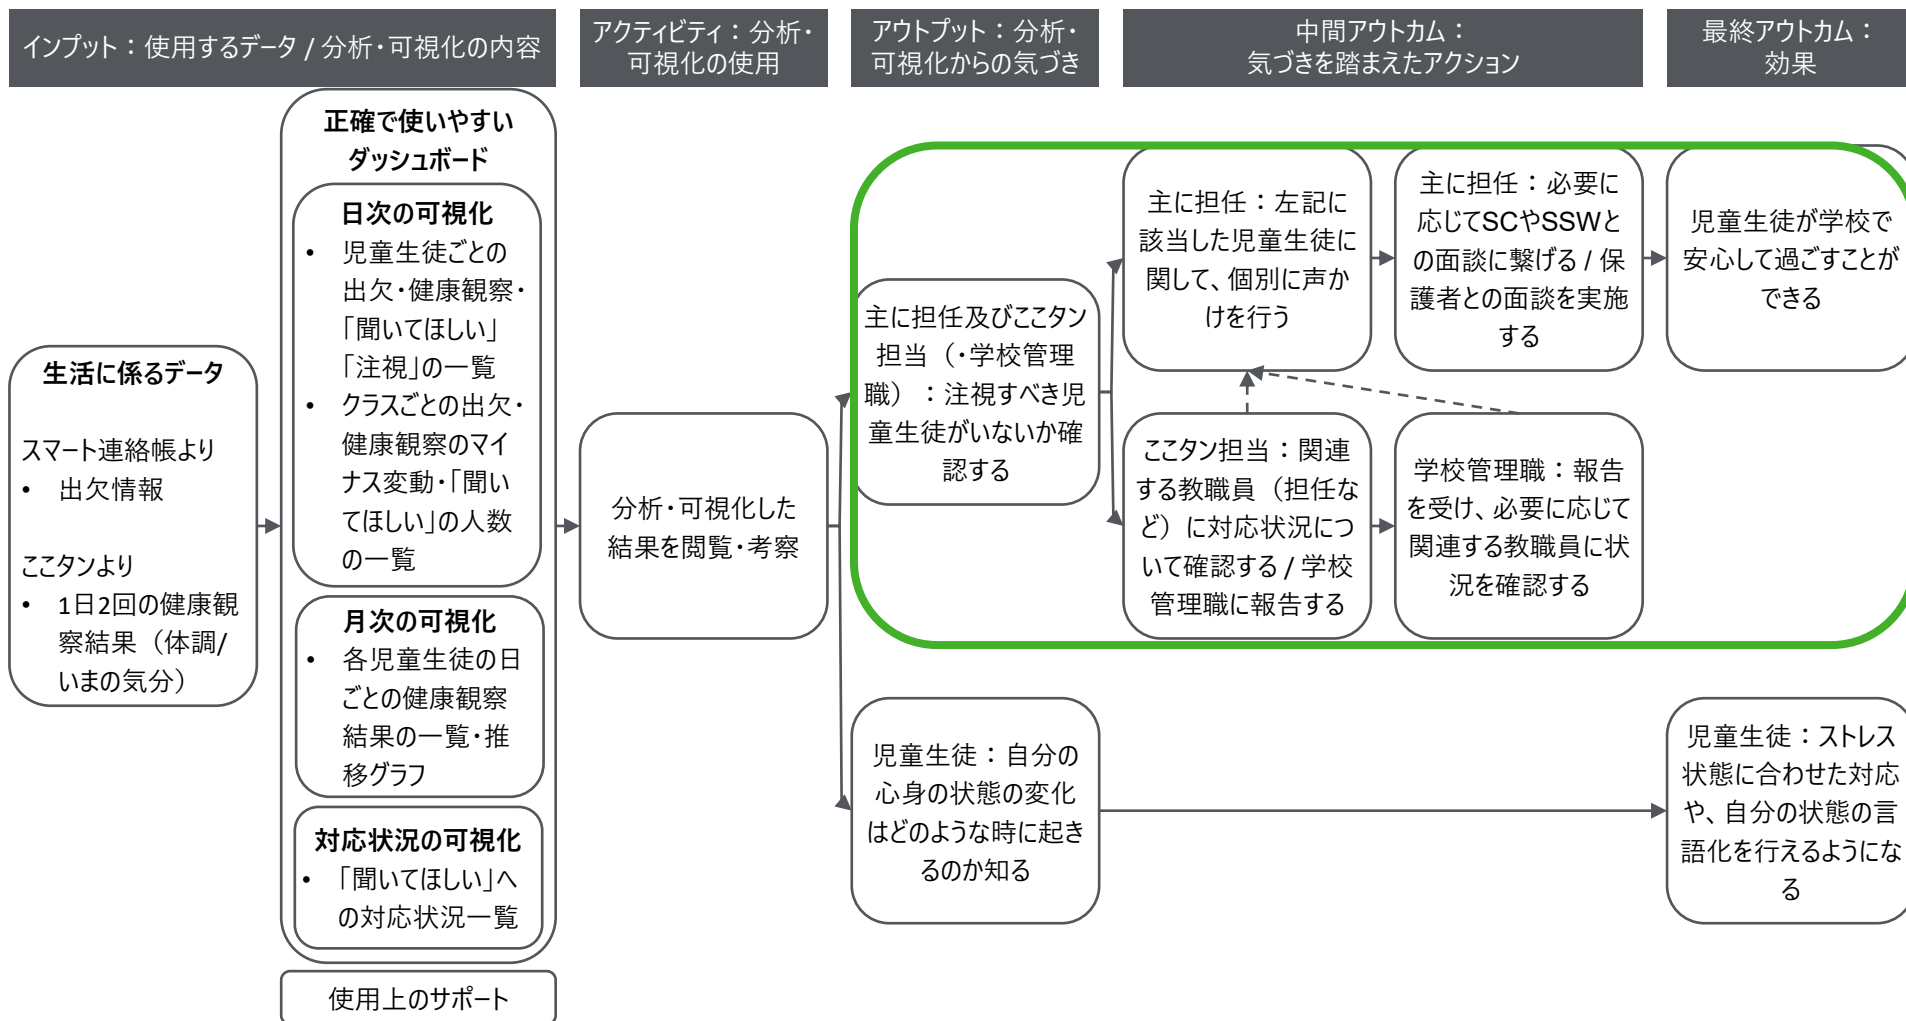 インプット：使用するデータ / 分析・可視化の内容
アクティビティ：分析・
可視化の使用
アウトプット：分析・
可視化からの気づき
中間アウトカム：
気づきを踏まえたアクション
最終アウトカム：
効果
生活に係るデータ
スマート連絡帳より
• 出欠情報
ここタンより
• 1日2回の健康観
察結果（体調/
いまの気分）
正確で使いやすい
ダッシュボード
日次の可視化
• 児童生徒ごとの
出欠・健康観察・
「聞いてほしい」
「注視」の一覧
• クラスごとの出欠・
健康観察のマイ
ナス変動・「聞い
てほしい」の人数
の一覧
月次の可視化
• 各児童生徒の日
ごとの健康観察
結果の一覧・推
移グラフ
対応状況の可視化
• 「聞いてほしい」へ
の対応状況一覧
使用上のサポート
分析・可視化した
結果を閲覧・考察
主に担任及びここタン
担当（・学校管理
職）：注視すべき児
童生徒がいないか確
認する
主に担任：左記に
該当した児童生徒に
関して、個別に声か
けを行う
主に担任：必要に
応じてSCやSSWと
の面談に繋げる / 保
護者との面談を実施
する
児童生徒が学校で
安心して過ごすことが
できる
ここタン担当：関連
する教職員（担任な
ど）に対応状況につ
いて確認する / 学校
管理職に報告する
学校管理職：報告
を受け、必要に応じて
関連する教職員に状
況を確認する
児童生徒：自分の
心身の状態の変化
はどのような時に起き
るのか知る
児童生徒：ストレス
状態に合わせた対応
や、自分の状態の言
語化を行えるようにな
る